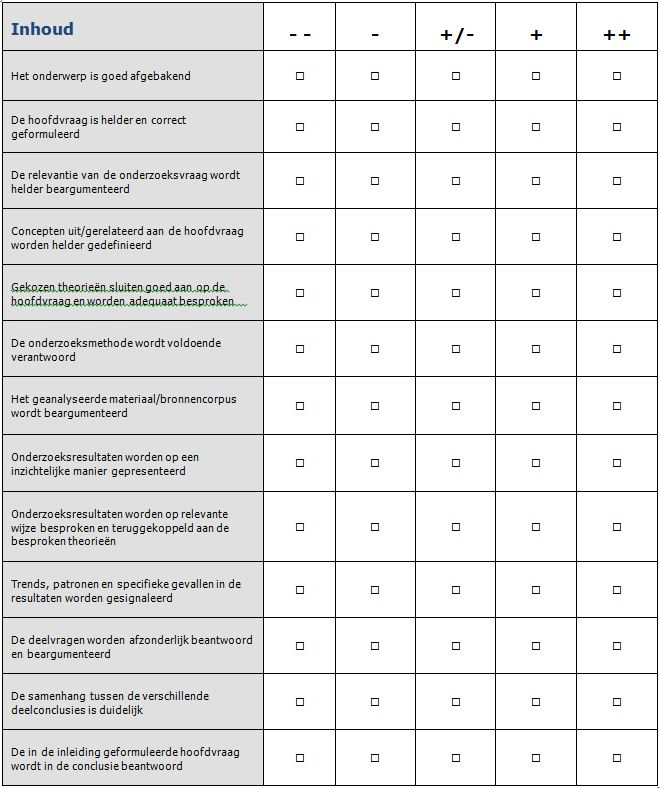 Inhoud -- - +/- + ++
Het onderwerp is goed afgebakend □ □ □ □ □
De hoofdvraag is helder en correct
geformuleerd □ □ □ □ □
De relevantie van de onderzoeksvraag wordt
helder beargumenteerd □ □ □ □ □
Concepten uit/gerelateerd aan de hoofdvraag
worden helder gedefinieerd □ □ □ □ □
Gekozen theorieën sluiten goed aan op de
hoofdvraag en worden adequaat besproken □ □ □ □ □
De onderzoeksmethode wordt voldoende
verantwoord □ □ □ □ □
Het geanalyseerde materiaal/bronnencorpus
wordt beargumenteerd □ □ □ □ □
Onderzoeksresultaten worden op een
inzichtelijke manier gepresenteerd □ □ □ □ □
Onderzoeksresultaten worden op relevante
wijze besproken en teruggekoppeld aan de
besproken theorieën □ □ □ □ □
Trends, patronen en specifieke gevallen in de
resultaten worden gesignaleerd □ □ □ □ □
De deelvragen worden afzonderlijk beantwoord
en beargumenteerd □ □ □ □ □
De samenhang tussen de verschillende
deelconclusies is duidelijk □ □ □ □ □
De in de inleiding geformuleerde hoofdvraag
wordt in de conclusie beantwoord □ □ □ □ □